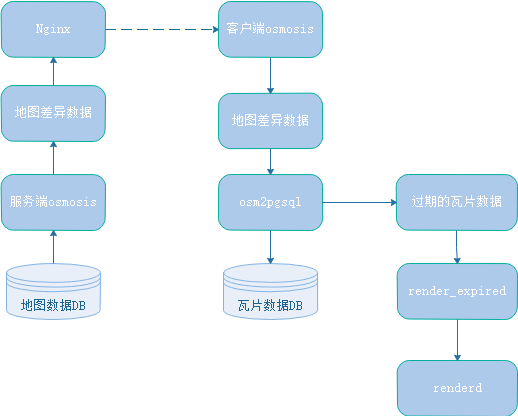 Nginx
客户端osmosis
地图差异数据
地图差异数据
服务端osmosis
osm2pgsql
过期的瓦片数据
地图数据DB
瓦片数据DB
render_expired
renderd